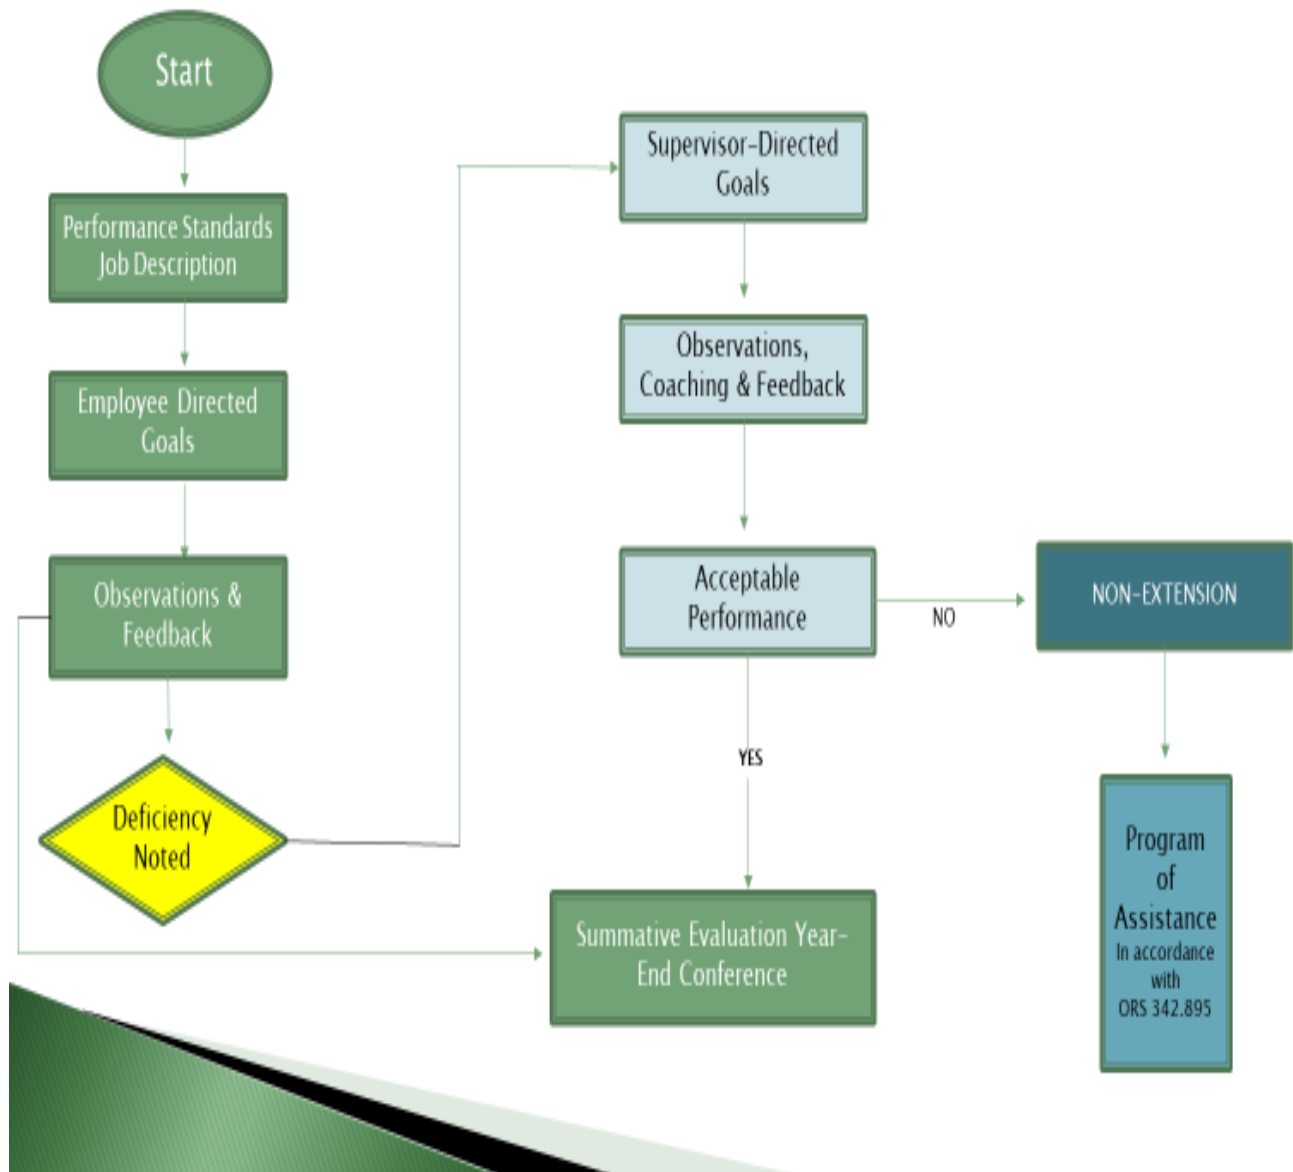 Start
Performance Standards
Job Description
Employee Directed
Goals
Observations &
Feedback
Deficiency
Noted
Supervisor-Directed
Goals
Observations,
Coaching & Feedback
Acceptable
Performance
NO
NON-EXTENSION
YES
Summative Evaluation Year-
End Conference
Program
of
Assistance
In accordance
with
ORS 342.895